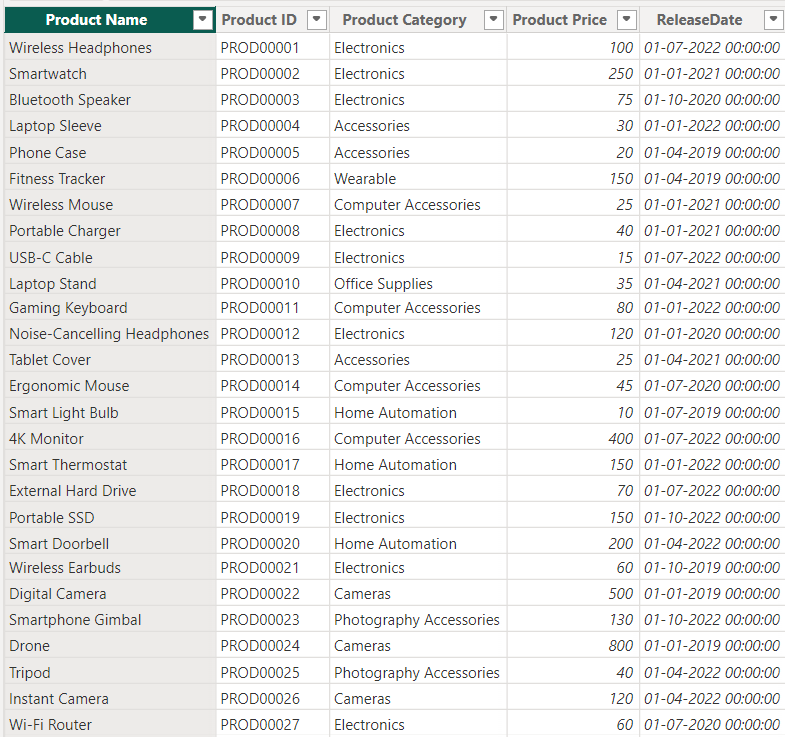 Product Name Product ID Product Category Product Price ReleaseDate
Wireless Headphones PROD00001 Electronics 100 01-07-2022 00:00:00
Smartwatch PROD00002 Electronics 250 01-01-2021 00:00:00
Bluetooth Speaker PROD00003 Electronics 75 01-10-2020 00:00:00
Laptop Sleeve PROD00004 Accessories 30 01-01-2022 00:00:00
Phone Case PROD00005 Accessories 20 01-04-2019 00:00:00
Fitness Tracker PROD00006 Wearable 150 01-04-2019 00:00:00
Wireless Mouse PROD00007 Computer Accessories 25 01-01-2021 00:00:00
Portable Charger PROD00008 Electronics 40 01-01-2021 00:00:00
USB-C Cable PROD00009 Electronics 15 01-07-2022 00:00:00
Laptop Stand PROD00010 Office Supplies 35 01-04-2021 00:00:00
Gaming Keyboard PROD00011 Computer Accessories 80 01-01-2022 00:00:00
Noise-Cancelling Headphones PROD00012 Electronics 120 01-01-2020 00:00:00
Tablet Cover PROD00013 Accessories 25 01-04-2021 00:00:00
Ergonomic Mouse PROD00014 Computer Accessories 45 01-07-2020 00:00:00
Smart Light Bulb PROD00015 Home Automation 10 01-07-2019 00:00:00
4K Monitor PROD00016 Computer Accessories 400 01-07-2022 00:00:00
Smart Thermostat PROD00017 Home Automation 150 01-01-2022 00:00:00
External Hard Drive PROD00018 Electronics 70 01-07-2022 00:00:00
Portable SSD PROD00019 Electronics 150 01-10-2022 00:00:00
Smart Doorbell PROD00020 Home Automation 200 01-04-2022 00:00:00
Wireless Earbuds PROD00021 Electronics 60 01-10-2019 00:00:00
Digital Camera PROD00022 Cameras 500 01-01-2019 00:00:00
Smartphone Gimbal PROD00023 Photography Accessories 130 01-10-2022 00:00:00
Drone PROD00024 Cameras 800 01-01-2019 00:00:00
Tripod PROD00025 Photography Accessories 40 01-04-2022 00:00:00
Instant Camera PROD00026 Cameras 120 01-04-2022 00:00:00
Wi-Fi Router PROD00027 Electronics 60 01-07-2020 00:00:00